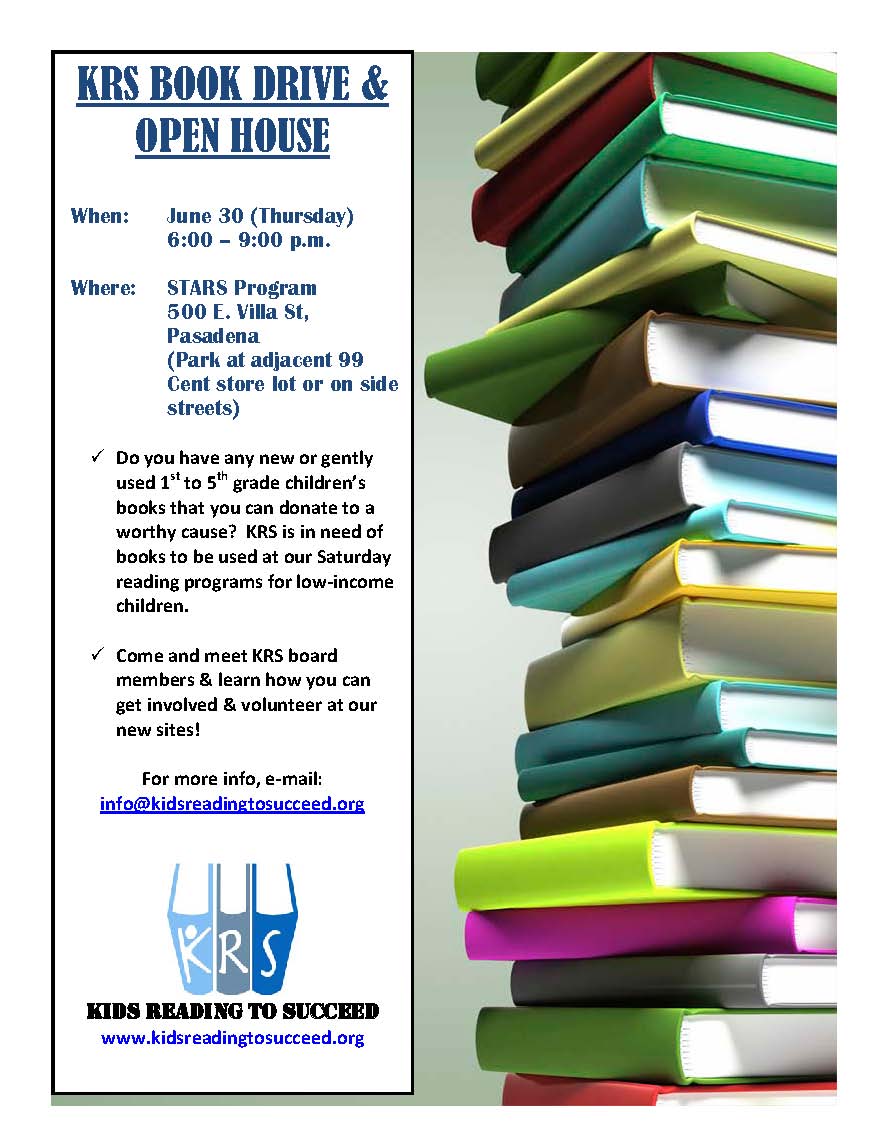 KRS BOOK DRIVE &
OPEN HOUSE
When: June 30 (Thursday)
6:00 – 9:00 p.m.
Where: STARS Program
500 E. Villa St,
Pasadena
(Park at adjacent 99
Cent store lot or on side
streets)
✓ Do you have any new or gently
used 1st to 5th grade children's
books that you can donate to a
worthy cause? KRS is in need of
books to be used at our Saturday
reading programs for low-income
children.
✓ Come and meet KRS board
members & learn how you can
get involved & volunteer at our
new sites!
For more info, e-mail:
info@kidsreadingtosucceed.org
KRS
KIDS READING TO SUCCEED
www.kidsreadingtosucceed.org